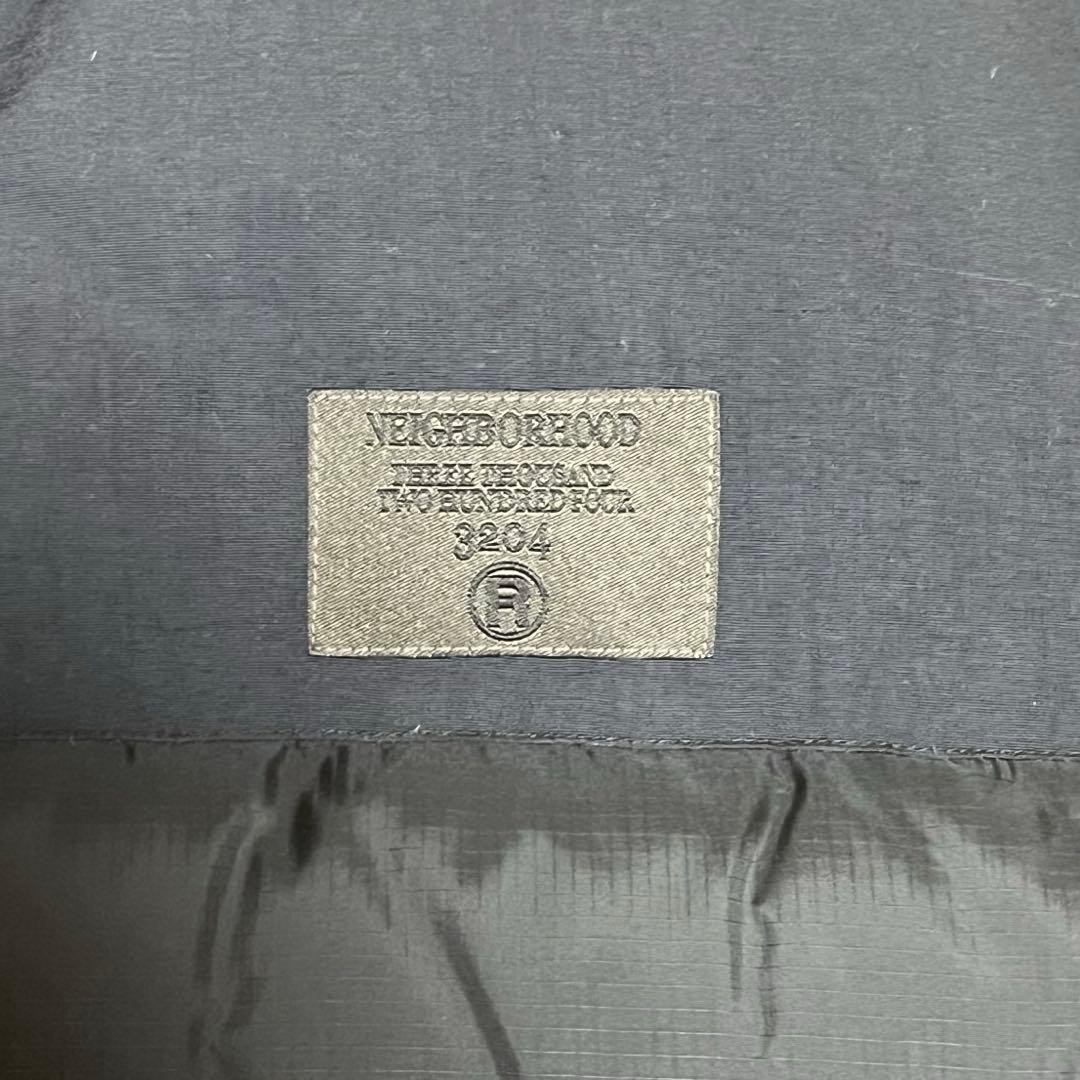 NEIGHBORHOOD
THREE THOUSAND
TWO HUNDRED FOUR
3204
R